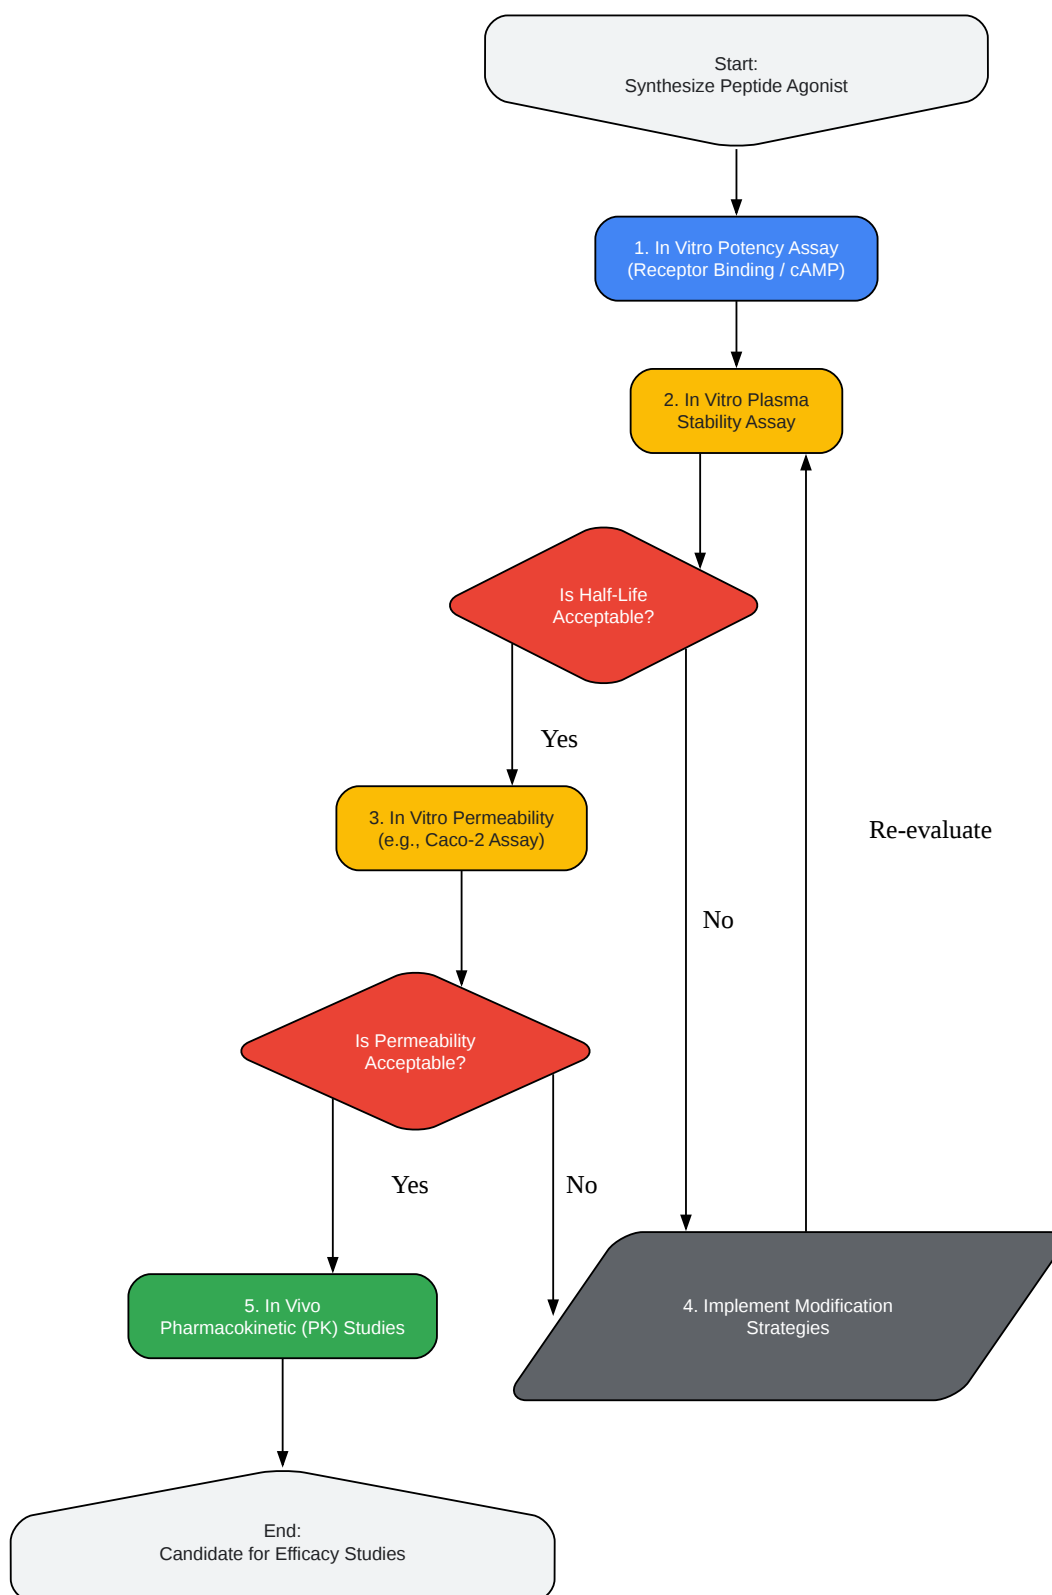 Start:
Synthesize Peptide Agonist
1. In Vitro Potency Assay
(Receptor Binding / cAMP)
2. In Vitro Plasma
Stability Assay
Is Half-Life
Acceptable?
Yes
3. In Vitro Permeability
(e.g., Caco-2 Assay)
Re-evaluate
No
Is Permeability
Acceptable?
Yes
No
4. Implement Modification
Strategies
5. In Vivo
Pharmacokinetic (PK) Studies
End:
Candidate for Efficacy Studies